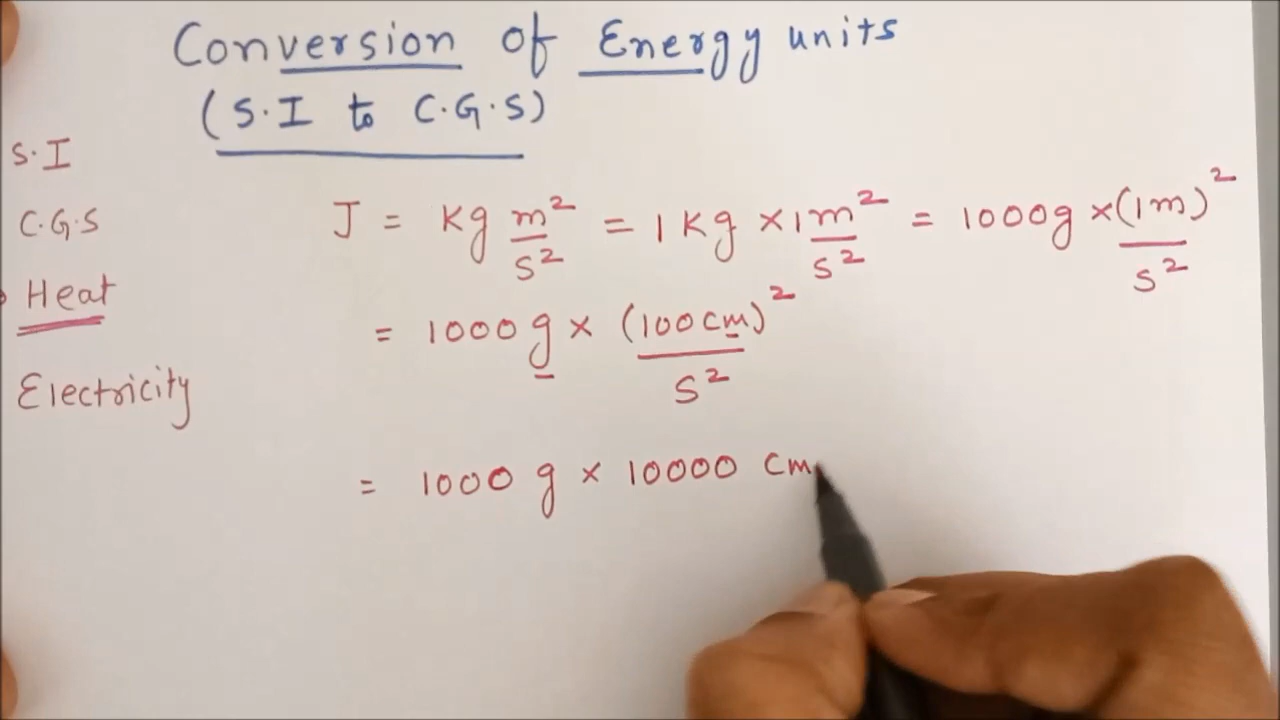 Conversion of Energy units
(S.I to C.G.S)
S.I
C.G.S
Heat
Electricity
J = Kg m²/s² = 1 Kg × 1 m²/s² = 1000g × (1m)²/s²
= 1000 g × (100 cm)²/s²
= 1000 g × 10000 cm